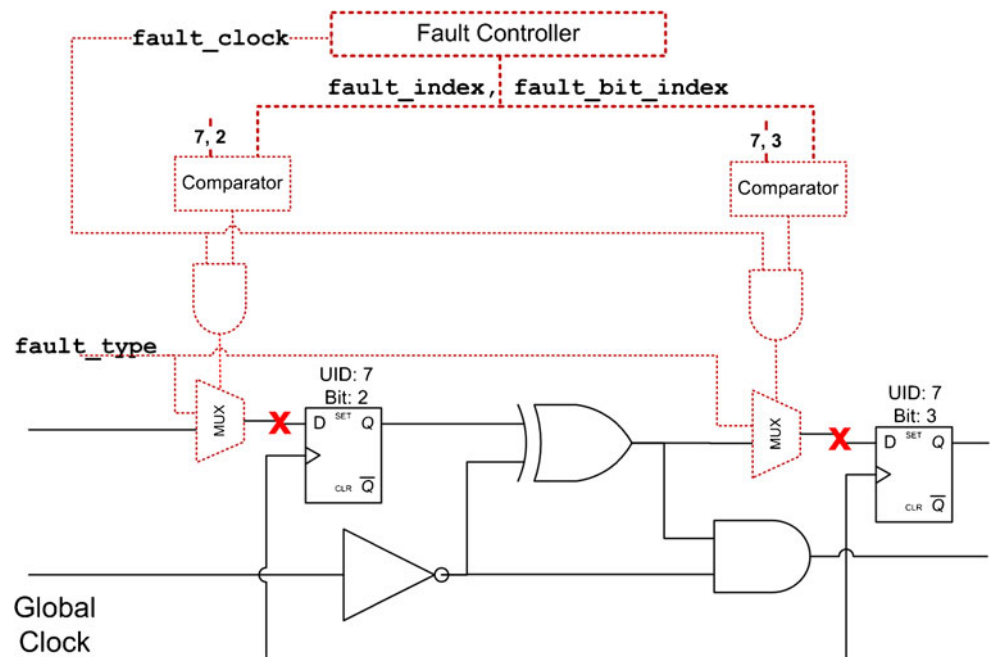 Fault Controller
fault_clock
fault_index, fault_bit_index
7, 2
7, 3
Comparator
Comparator
fault_type
UID: 7
Bit: 2
UID: 7
Bit: 3
MUX
D SET Q
CLR Q
MUX
D SET Q
CLR Q
Global
Clock